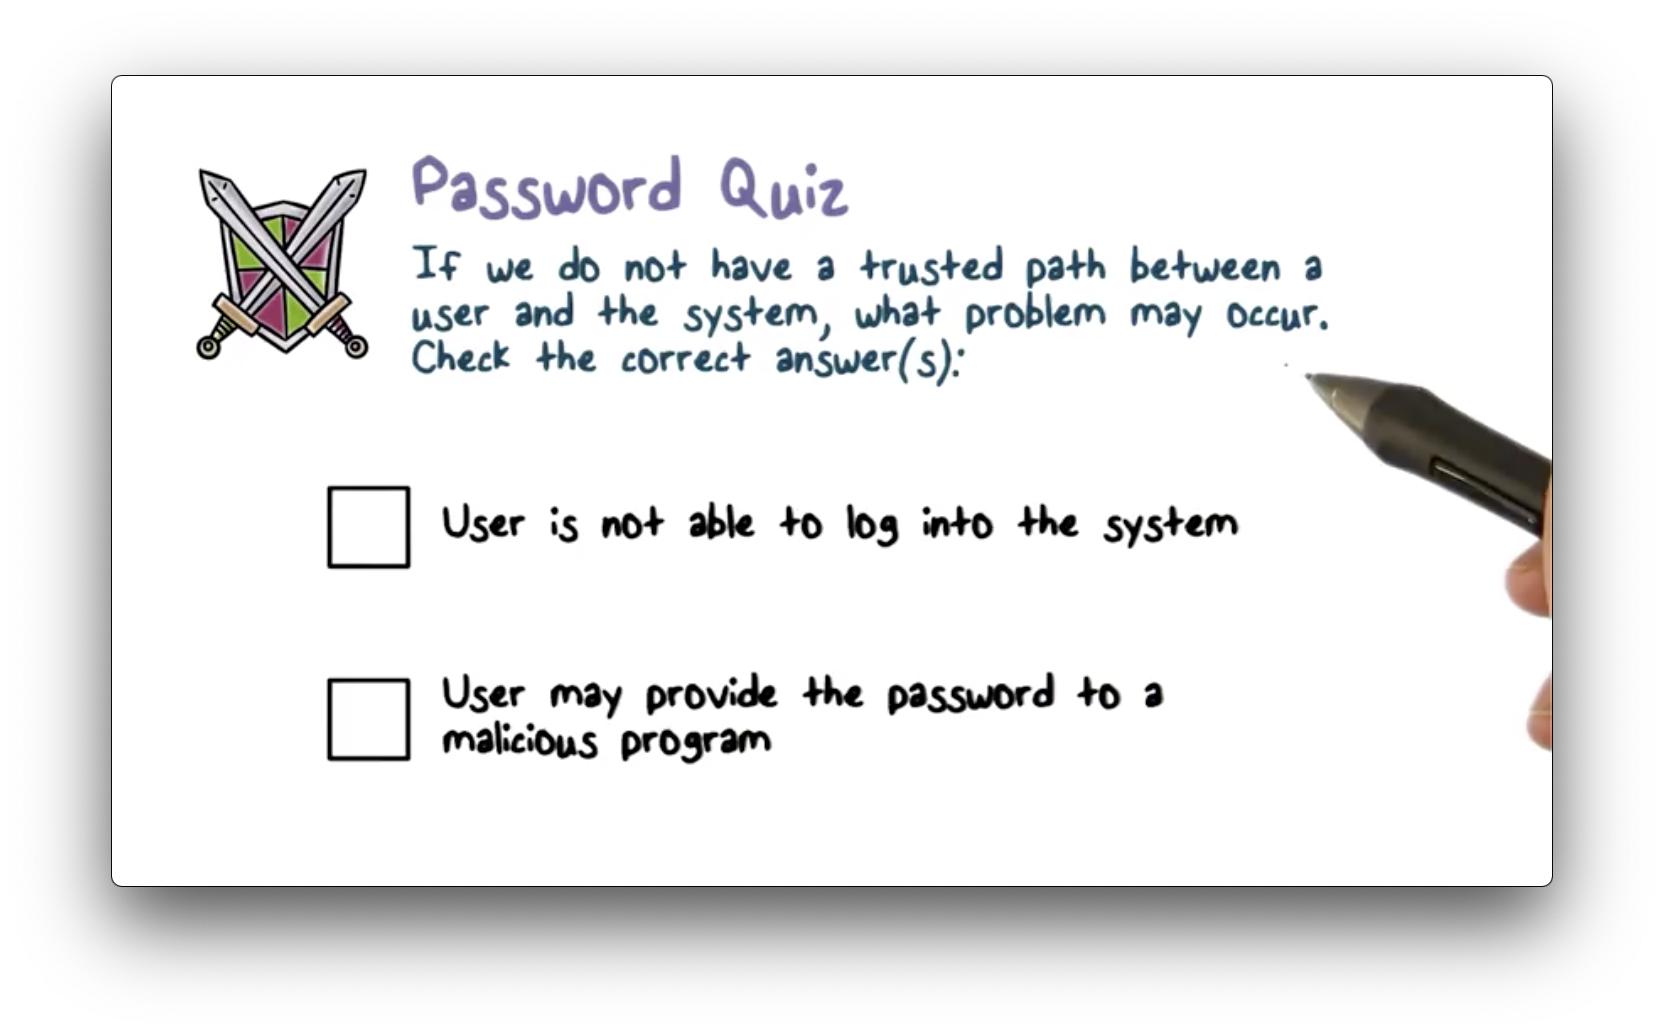 Password Quiz
If we do not have a trusted path between a
user and the system, what problem may occur.
Check the correct answer(s):
User is not able to log into the system
User may provide the password to a
malicious program